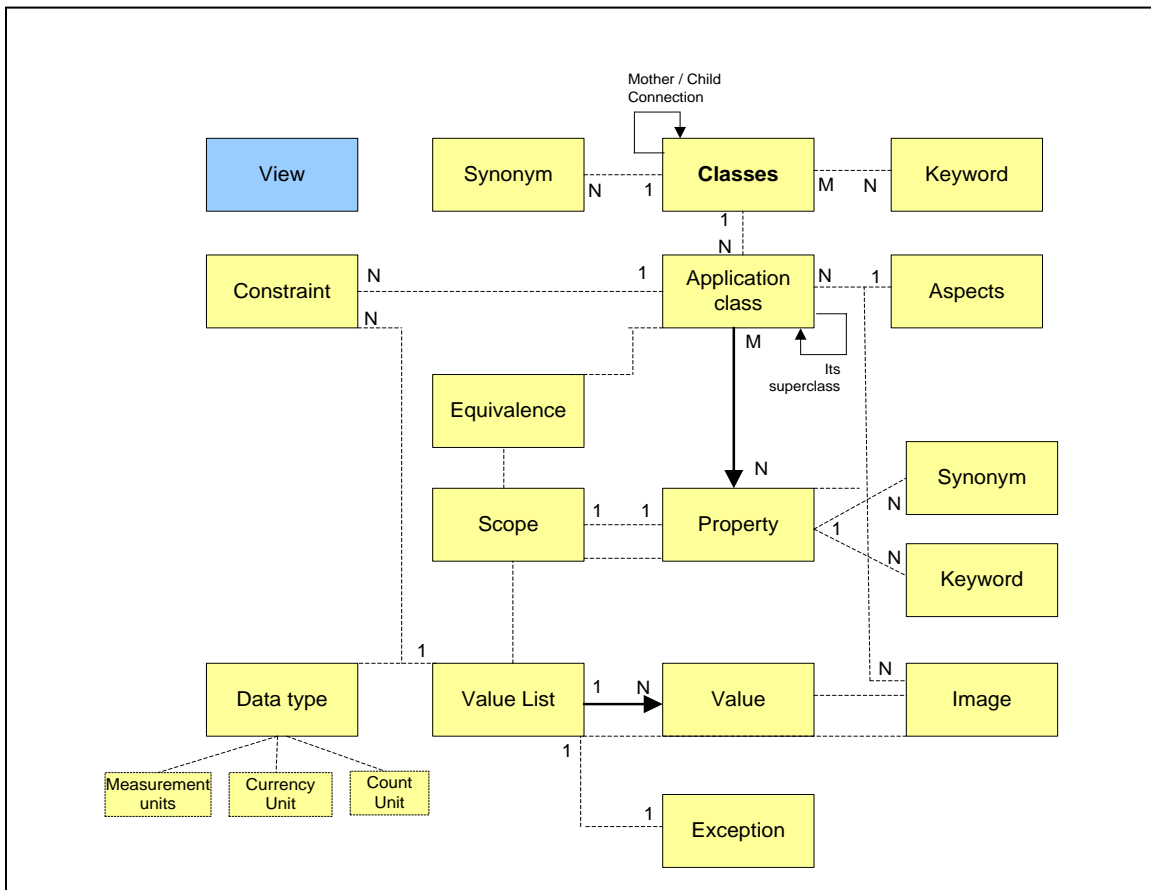 Mother / Child
Connection
View
Synonym
N
1
Classes
M
N
Keyword
1
N
Constraint
N
N
1
Application
class
N
1
Aspects
M
Its
superclass
Equivalence
N
Scope
1
1
Property
1
N
Synonym
N
Keyword
1
Data type
Value List
1
N
Value
N
Image
1
Measurement
units
Currency
Unit
Count
Unit
1
Exception